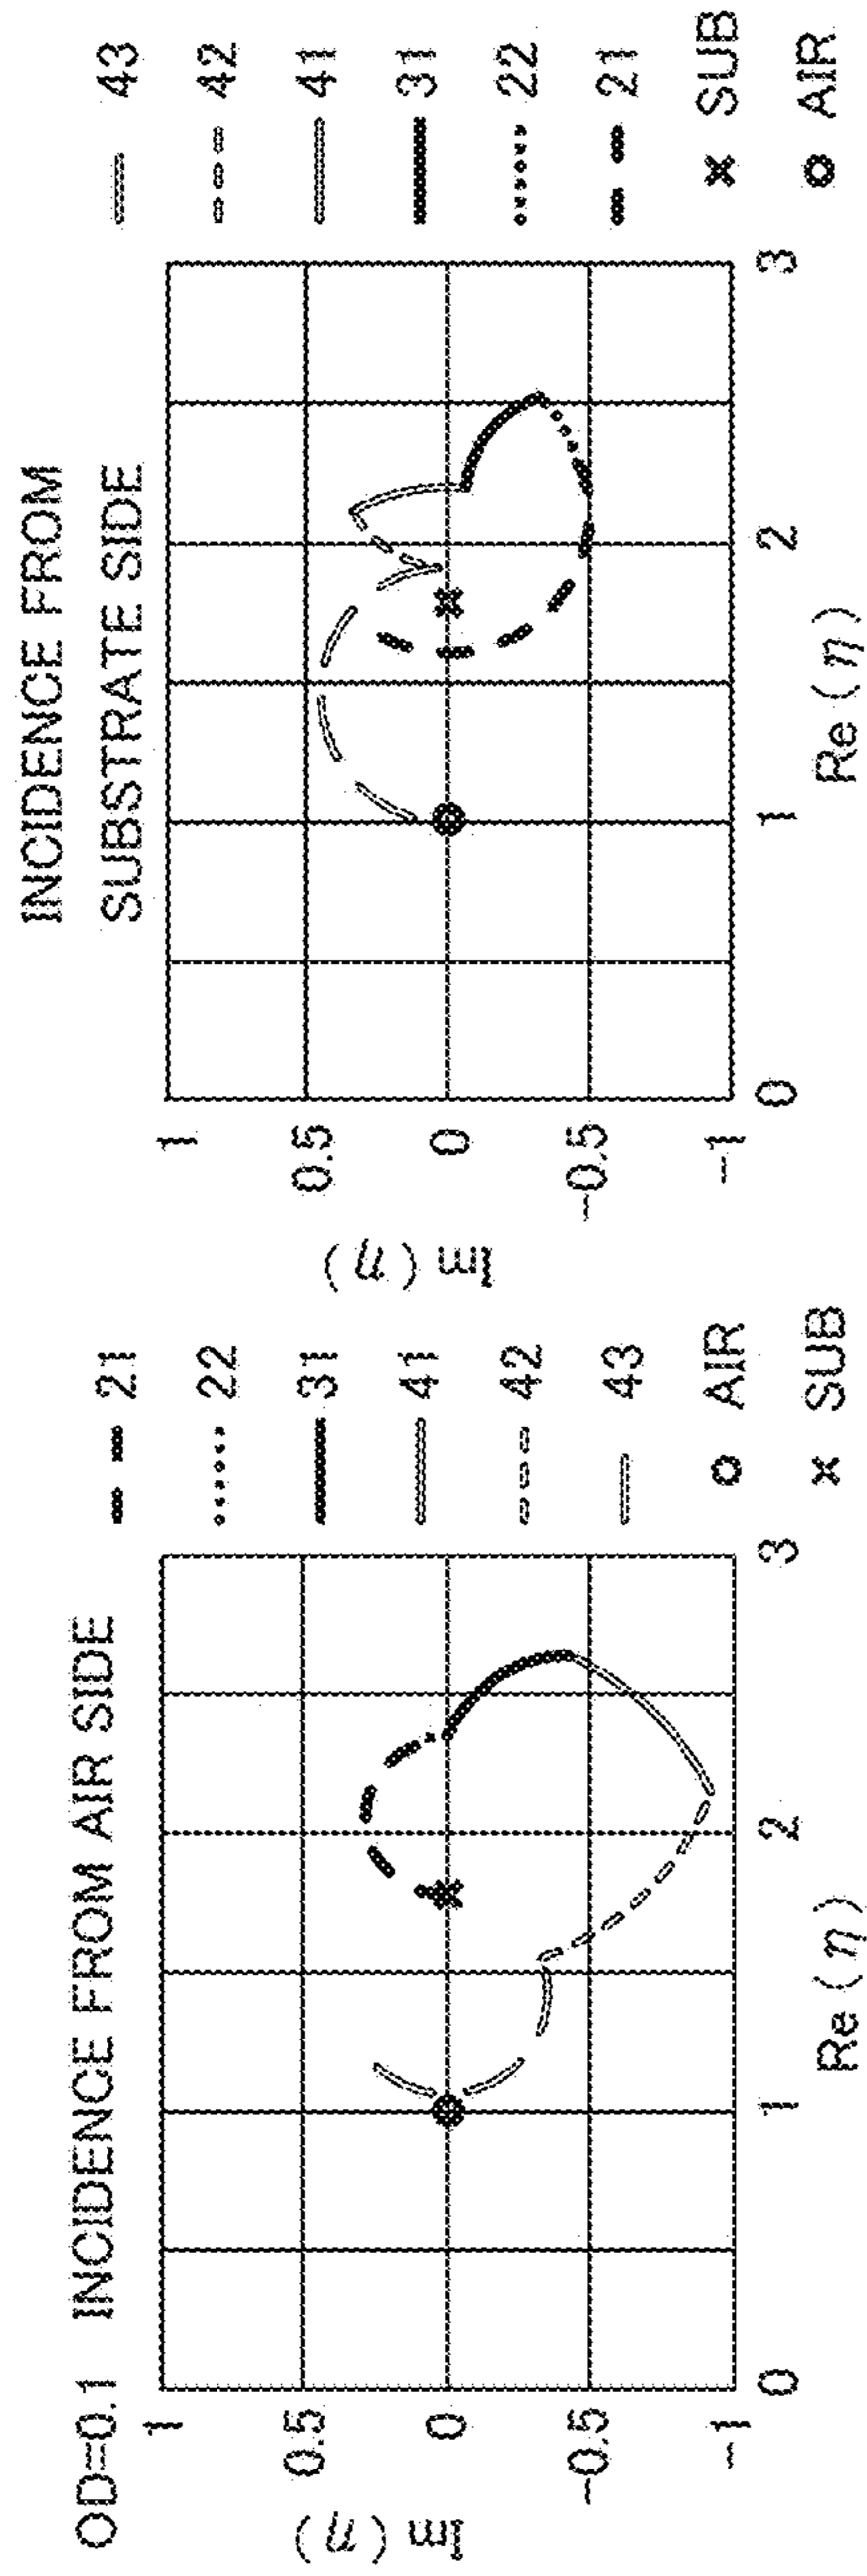 OD=0.1 INCIDENCE FROM AIR SIDE
1
0.5
0
-0.5
-1
Im (η)
0
1
2
3
Re (η)
21
22
31
41
42
43
AIR
SUB
INCIDENCE FROM
SUBSTRATE SIDE
1
0.5
0
-0.5
-1
Im (η)
0
1
2
3
Re (η)
43
42
41
31
22
21
SUB
AIR